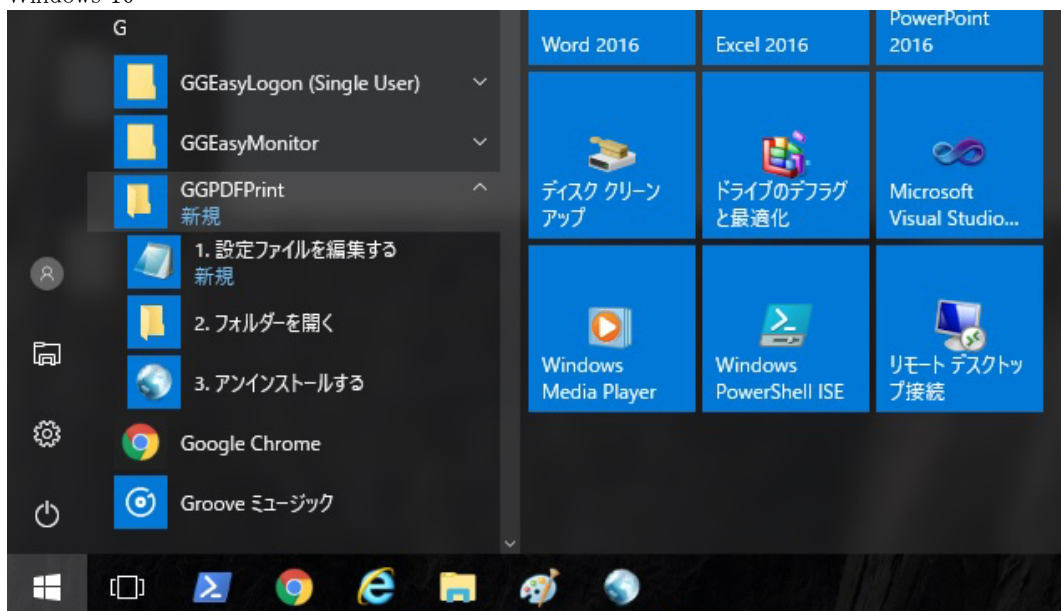 Windows 10
G
GGEasyLogon (Single User)
GGEasyMonitor
GGPDFPrint
新規
1. 設定ファイルを編集する
新規
2. フォルダーを開く
3. アンインストールする
Google Chrome
Groove ミュージック
Word 2016
Excel 2016
PowerPoint
2016
ディスク クリーン
アップ
ドライブのデフラグ
と最適化
Microsoft
Visual Studio...
Windows
Media Player
Windows
PowerShell ISE
リモート デスクトッ
プ接続